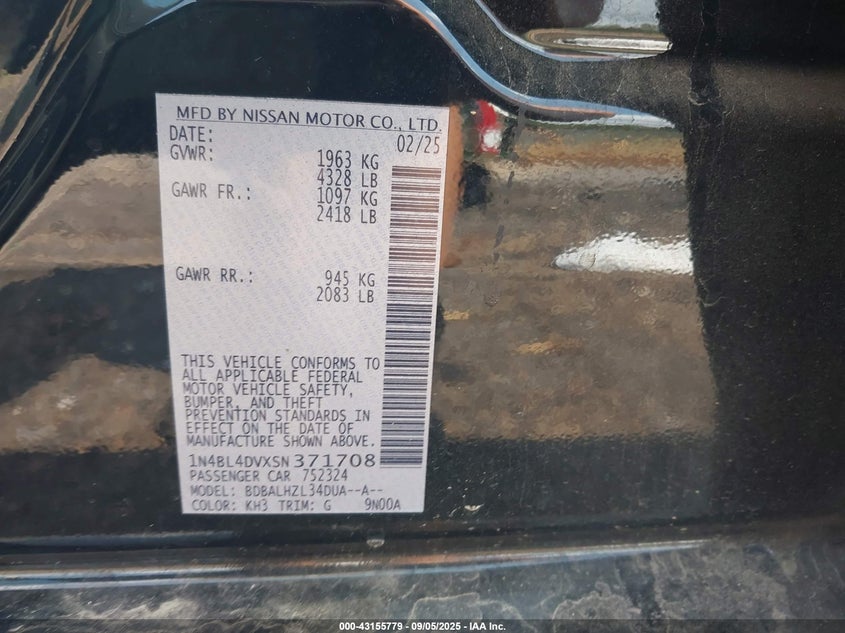 MFD BY NISSAN MOTOR CO., LTD.
DATE: 02/25
GVWR: 1963 KG
4328 LB
GAWR FR.: 1097 KG
2418 LB
GAWR RR.: 945 KG
2083 LB
THIS VEHICLE CONFORMS TO
ALL APPLICABLE FEDERAL
MOTOR VEHICLE SAFETY,
BUMPER, AND THEFT
PREVENTION STANDARDS IN
EFFECT ON THE DATE OF
MANUFACTURE SHOWN ABOVE.
1N4BL4DVXSN371708
PASSENGER CAR 752324
MODEL: BDBALHZL34DUA--A--
COLOR: KH3 TRIM: G 9N00A
000-43155779 - 09/05/2025 - IAA Inc.